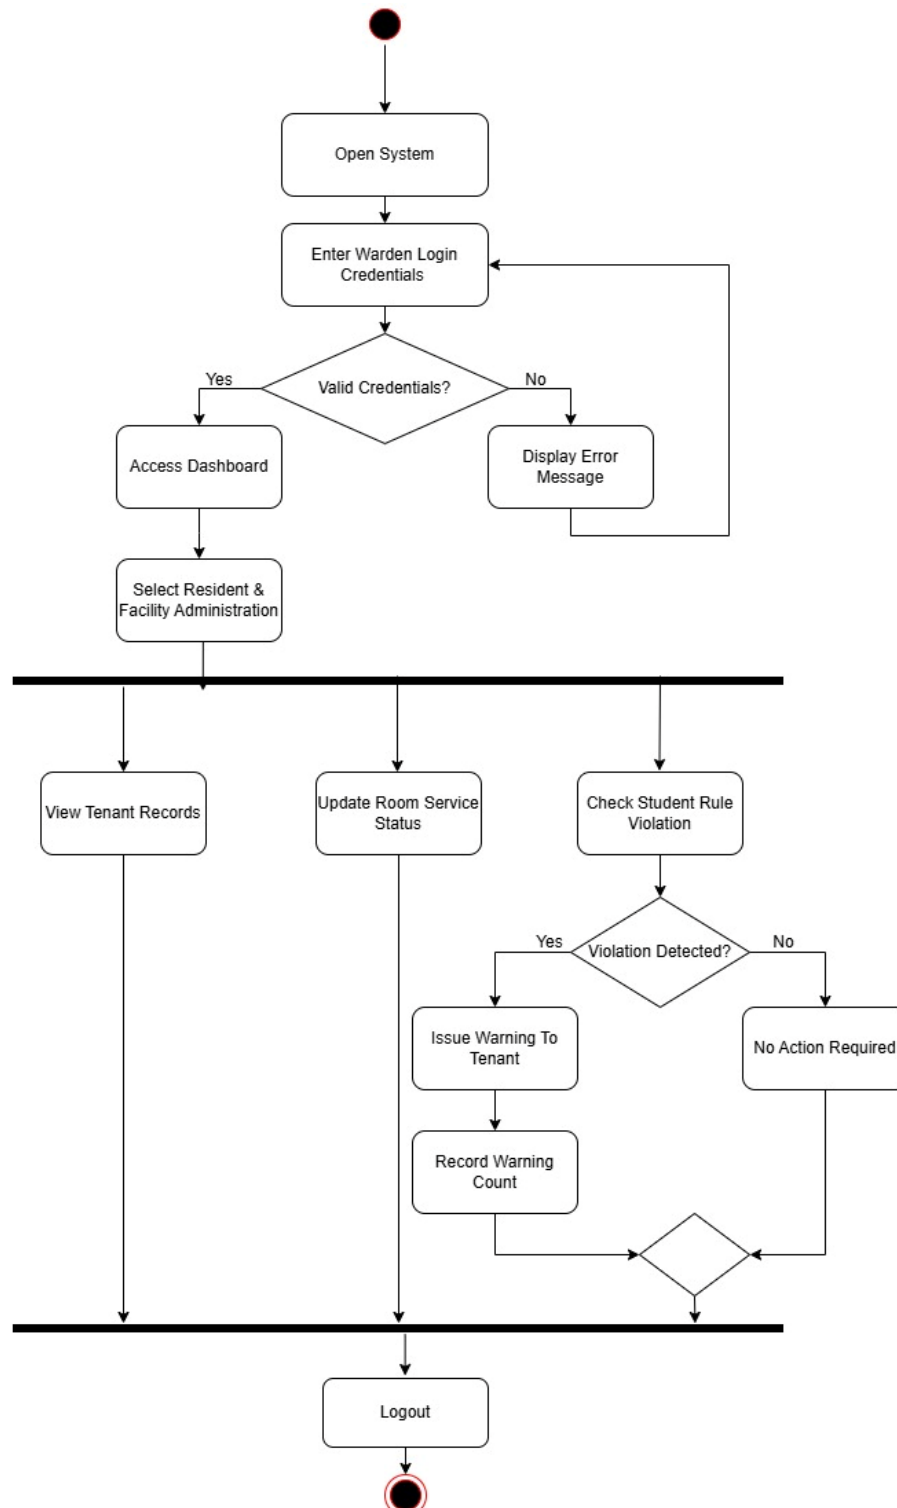 Open System
Enter Warden Login
Credentials
Valid Credentials?
Yes
No
Access Dashboard
Display Error
Message
Select Resident &
Facility Administration
View Tenant Records
Update Room Service
Status
Check Student Rule
Violation
Violation Detected?
Yes
No
Issue Warning To
Tenant
No Action Required
Record Warning
Count
Logout